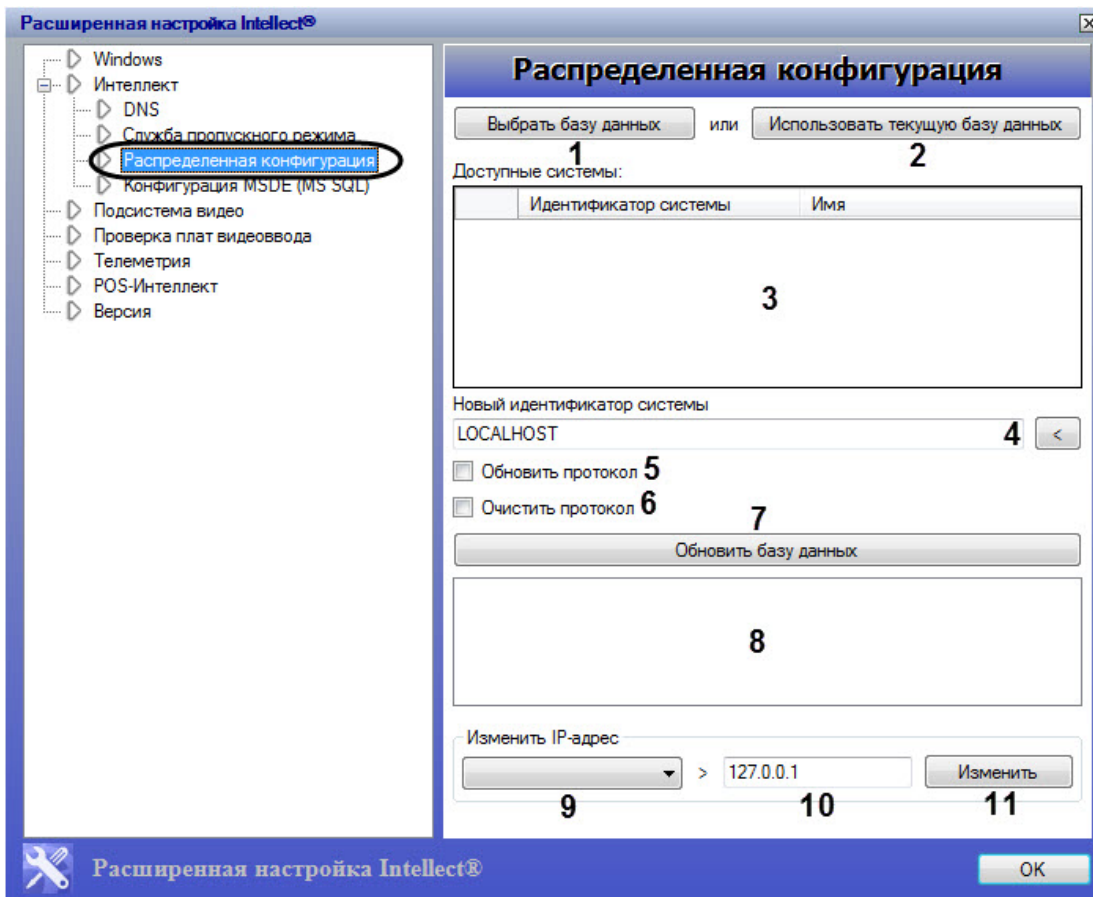 Расширенная настройка Intellect®
Windows
Интеллект
DNS
Служба пропускного режима
Распределенная конфигурация
Конфигурация MSDE (MS SQL)
Подсистема видео
Проверка плат видеоввода
Телеметрия
POS-Интеллект
Версия
Распределенная конфигурация
Выбрать базу данных или Использовать текущую базу данных
1 2
Доступные системы:
Идентификатор системы Имя
3
Новый идентификатор системы
LOCALHOST 4 <
Обновить протокол 5
Очистить протокол 6
7
Обновить базу данных
8
Изменить IP-адрес
> 127.0.0.1 Изменить
9 10 11
Расширенная настройка Intellect®
OK